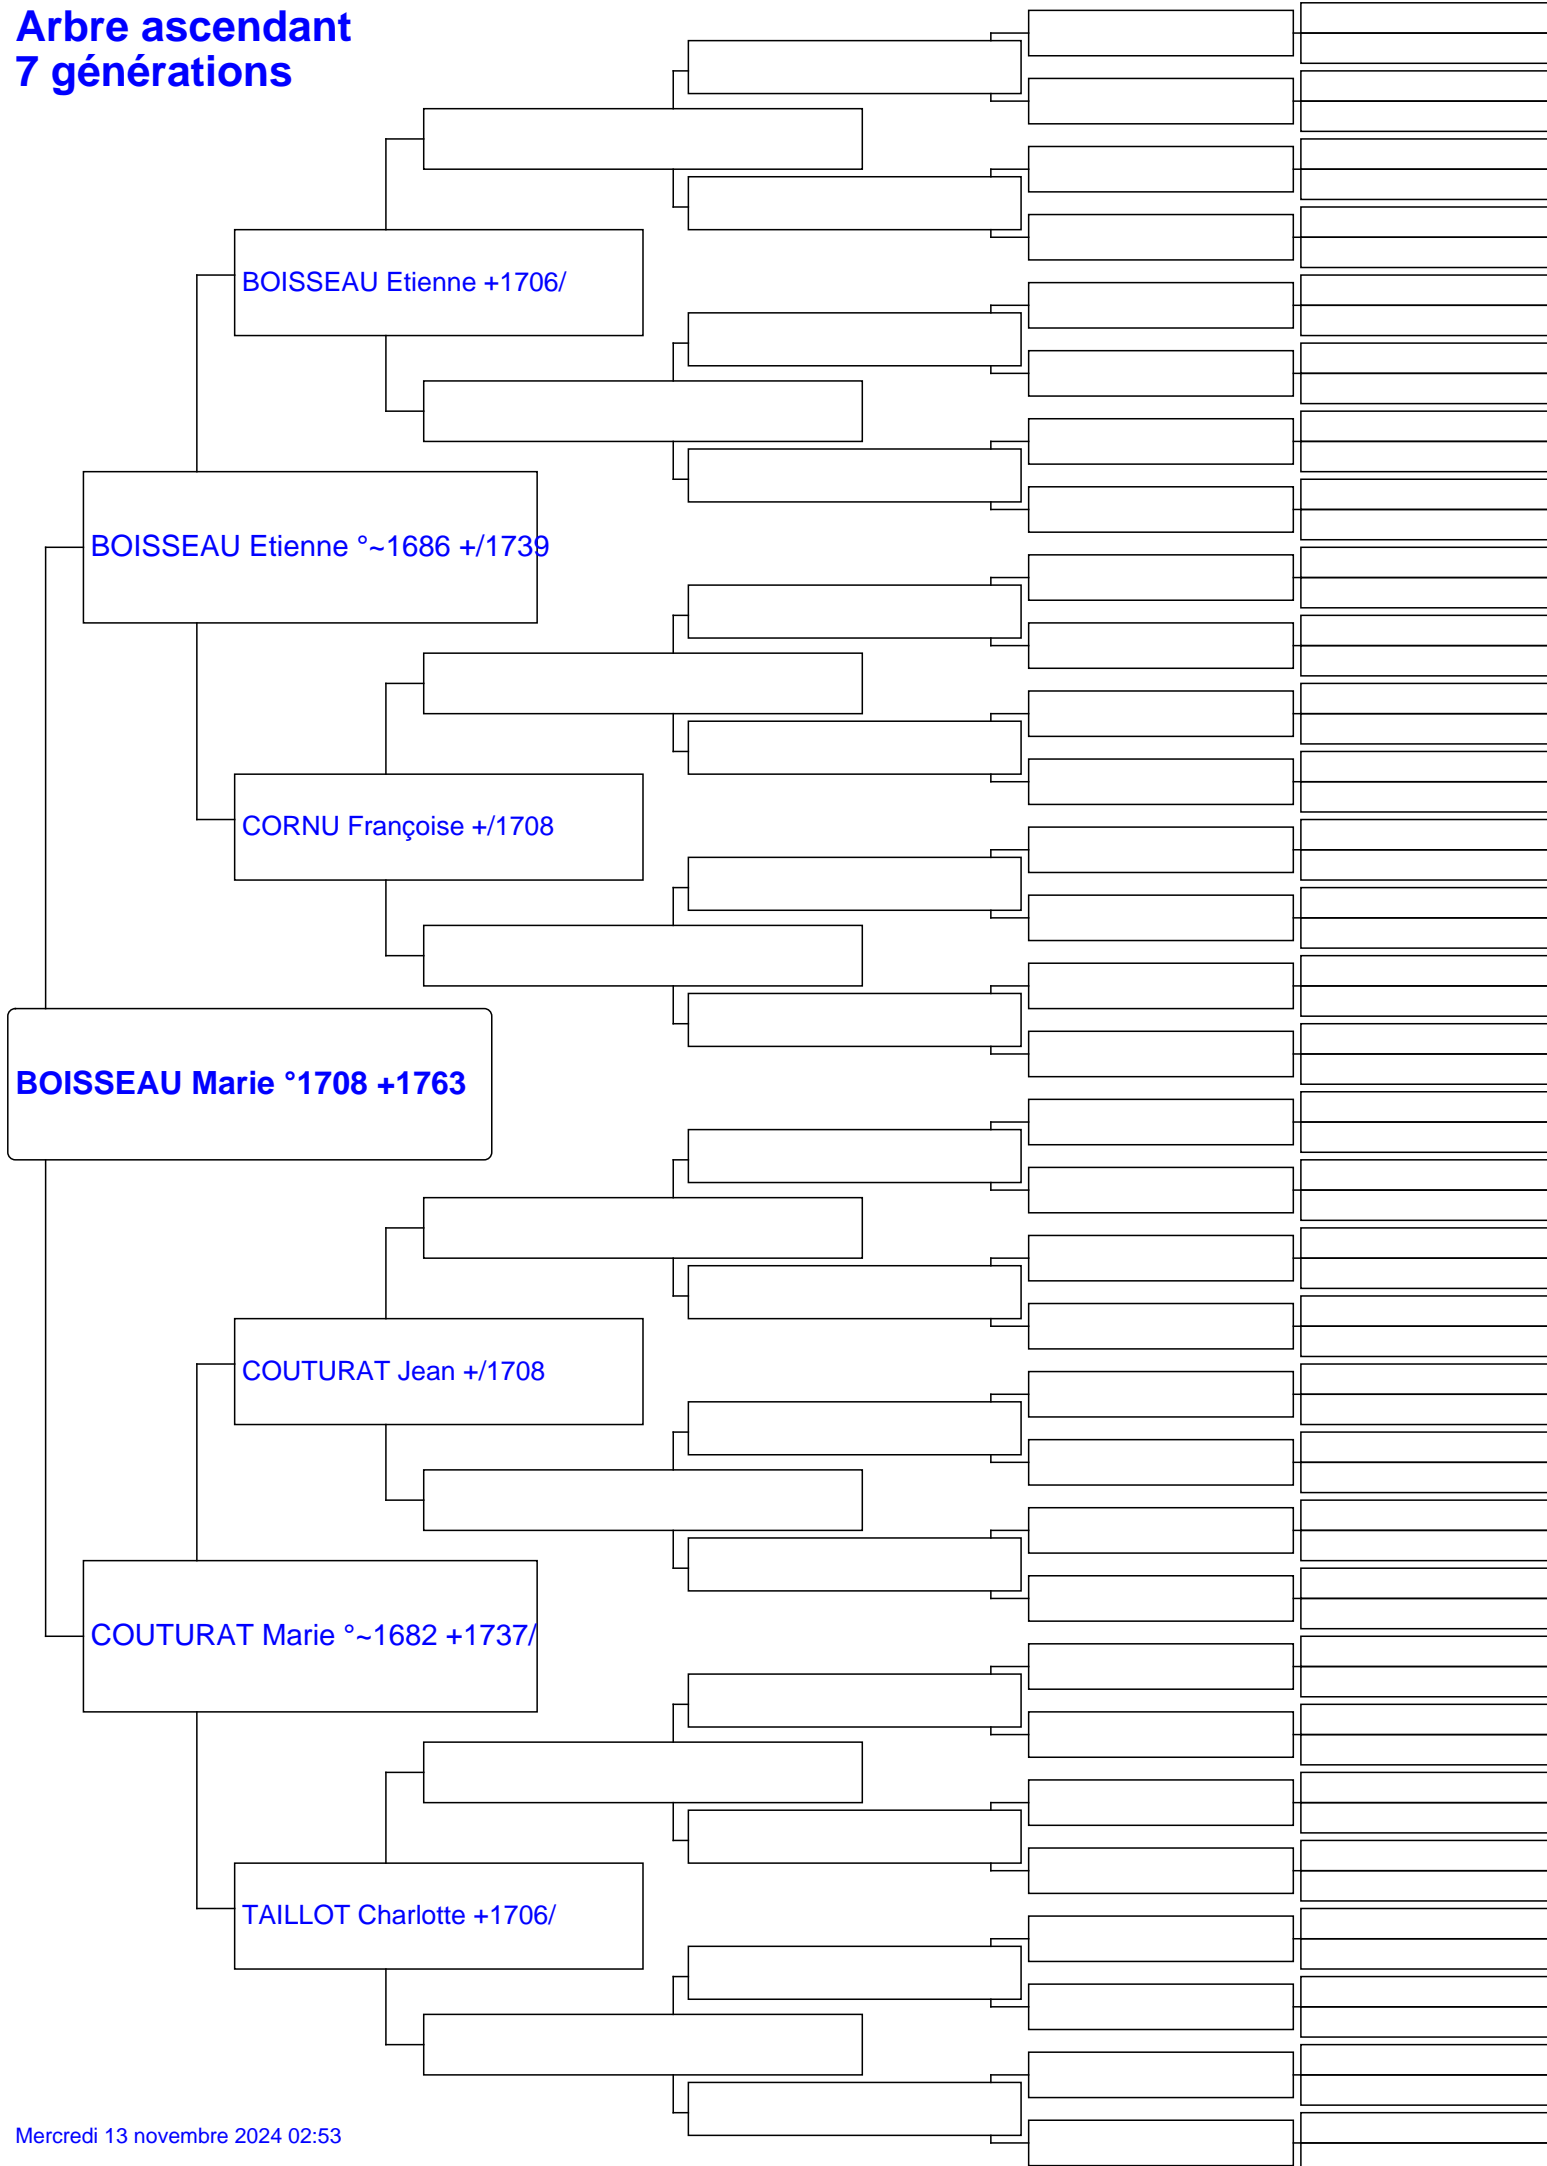 Arbre ascendant
7 générations
BOISSEAU Etienne +1706/
BOISSEAU Etienne °~1686 +/1739
CORNU Françoise +/1708
BOISSEAU Marie °1708 +1763
COUTURAT Jean +/1708
COUTURAT Marie °~1682 +1737/
TAILLOT Charlotte +1706/
Mercredi 13 novembre 2024 02:53